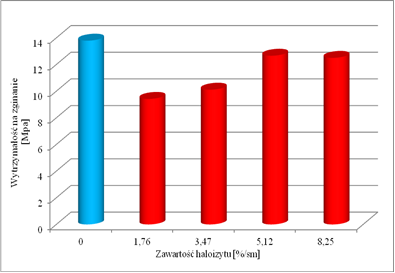 Wytrzymałość na zginanie
[Mpa]
14
12
10
8
6
4
2
0
0 1,76 3,47 5,12 8,25
Zawartość haloizytu [%/sm]